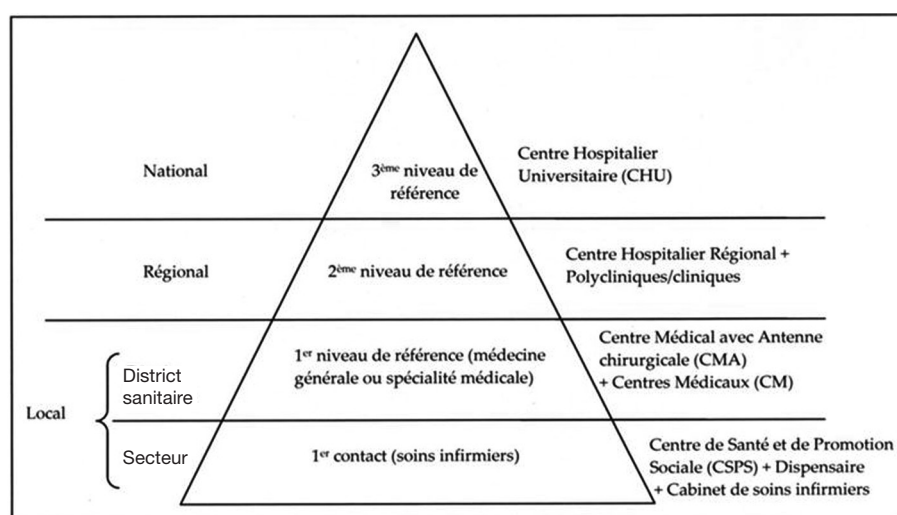 National
3ème niveau de
référence
Centre Hospitalier
Universitaire (CHU)
Régional
2ème niveau de référence
Centre Hospitalier Régional +
Polycliniques/cliniques
Local
District
sanitaire
1er niveau de référence (médecine
générale ou spécialité médicale)
Centre Médical avec Antenne
chirurgicale (CMA)
+ Centres Médicaux (CM)
Secteur
1er contact (soins infirmiers)
Centre de Santé et de Promotion
Sociale (CSPS) + Dispensaire
+ Cabinet de soins infirmiers